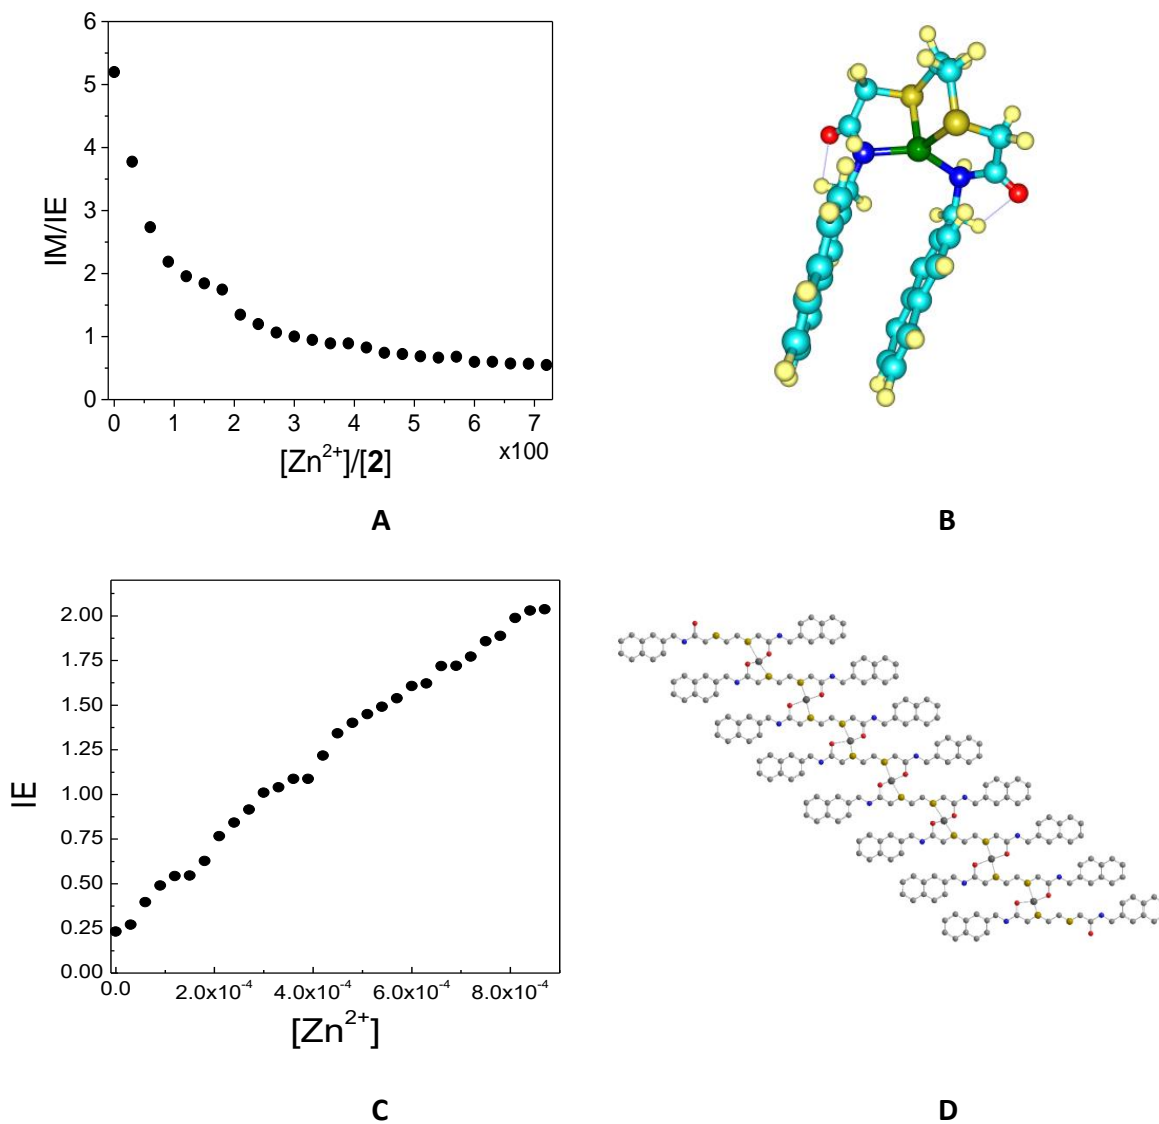 6
5
4
3
2
1
0
IM/IE
0 1 2 3 4 5 6 7
x100
[Zn²⁺]/[2]
A
B
2.00
1.75
1.50
1.25
1.00
0.75
0.50
0.25
0.00
IE
0.0 2.0x10⁻⁴ 4.0x10⁻⁴ 6.0x10⁻⁴ 8.0x10⁻⁴
[Zn²⁺]
C
D